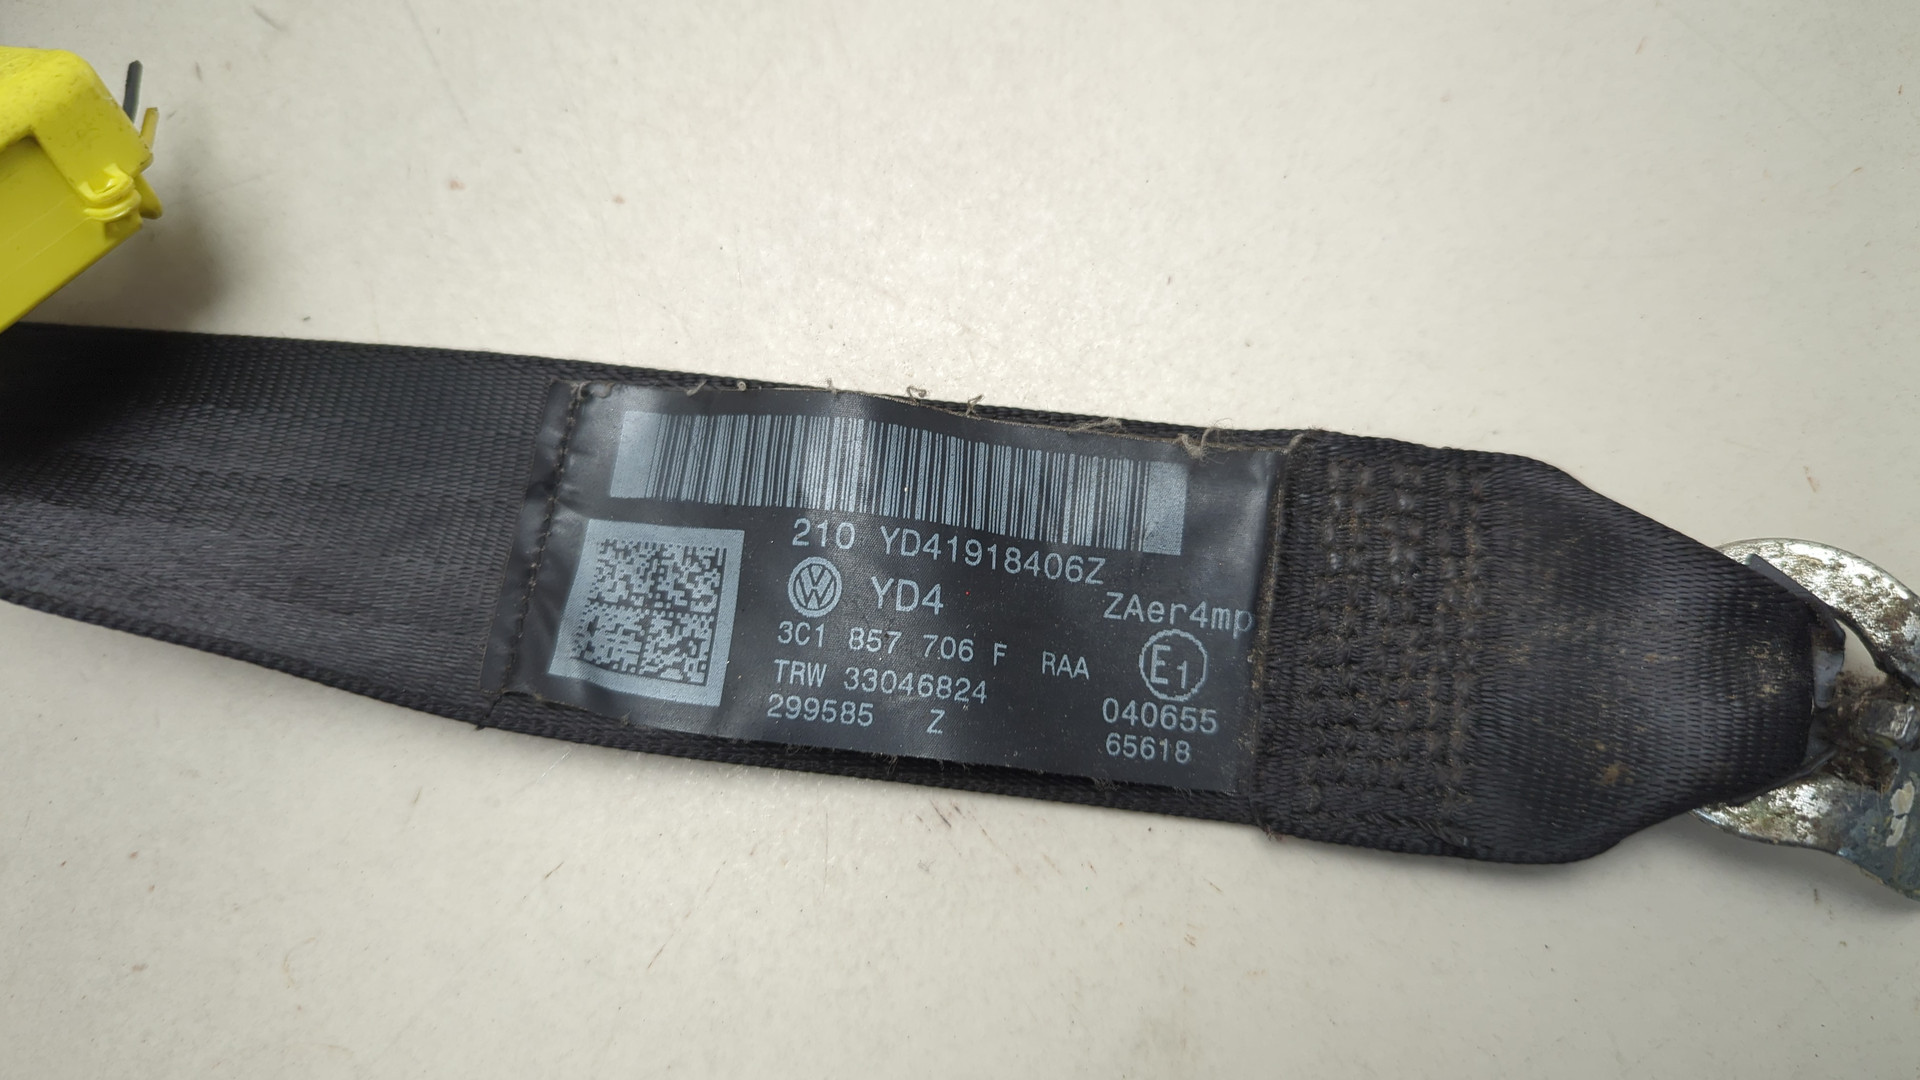 210 YD41918406Z
YD4 ZAer4mp
3C1 857 706 F RAA E1
TRW 33046824
299585 Z 040655
65618